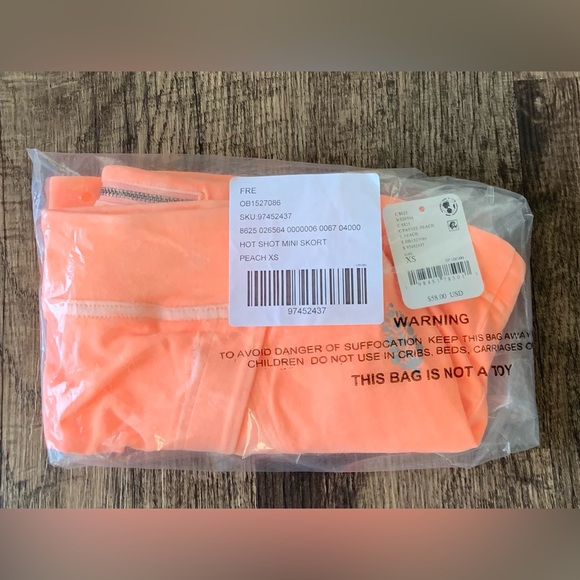 FRE
OB1527086
SKU:97452437
8625 026564 0000006 0067 04000
HOT SHOT MINI SKORT
PEACH XS
97452437
XS
$58.00 USD
WARNING
TO AVOID DANGER OF SUFFOCATION KEEP THIS BAG AWAY
CHILDREN DO NOT USE IN CRIBS, BEDS, CARRIAGES
THIS BAG IS NOT A TOY